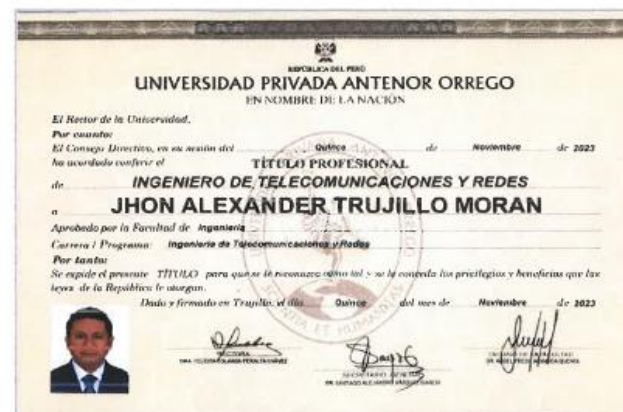 REPÚBLICA DEL PERÚ
UNIVERSIDAD PRIVADA ANTENOR ORREGO
EN NOMBRE DE LA NACIÓN
El Rector de la Universidad,
Por cuanto:
El Consejo Directivo, en su sesión del Quince de Noviembre de 2023
ha acordado conferir el TÍTULO PROFESIONAL
de INGENIERO DE TELECOMUNICACIONES Y REDES
a JHON ALEXANDER TRUJILLO MORAN
Aprobado por la Facultad de Ingeniería
Carrera / Programa: Ingeniería de Telecomunicaciones y Redes
Por tanto:
Se expide el presente TÍTULO para que se le reconozca como tal y se le conceda los privilegios y beneficios que las
leyes de la República le otorgan.
Dado y firmado en Trujillo, el día Quince del mes de Noviembre de 2023
RECTORA
SECRETARIO GENERAL